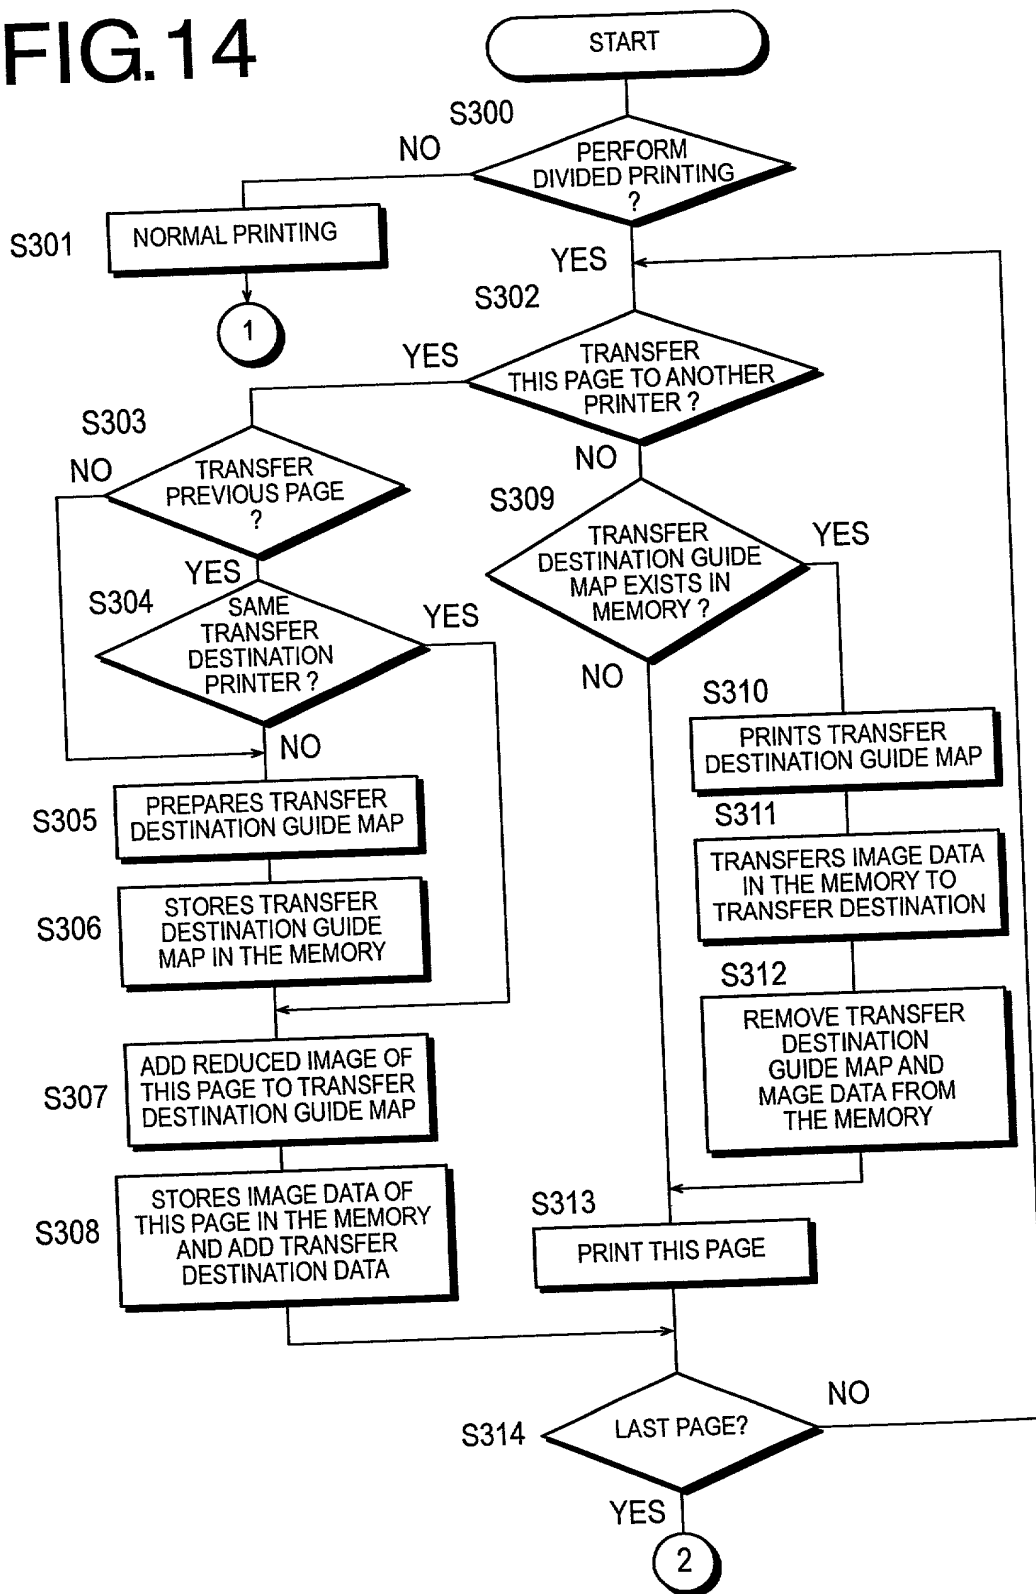 FIG.14
START
S300
NO
PERFORM
DIVIDED PRINTING
?
S301
NORMAL PRINTING
YES
1
S302
YES
TRANSFER
THIS PAGE TO ANOTHER
PRINTER ?
S303
NO
NO
TRANSFER
PREVIOUS PAGE
?
S309
TRANSFER
DESTINATION GUIDE
MAP EXISTS IN
MEMORY ?
YES
YES
S304
SAME
TRANSFER
DESTINATION
PRINTER ?
YES
NO
NO
S310
PRINTS TRANSFER
DESTINATION GUIDE MAP
S305
PREPARES TRANSFER
DESTINATION GUIDE MAP
S311
TRANSFERS IMAGE DATA
IN THE MEMORY TO
TRANSFER DESTINATION
S306
STORES TRANSFER
DESTINATION GUIDE
MAP IN THE MEMORY
S312
REMOVE TRANSFER
DESTINATION
GUIDE MAP AND
MAGE DATA FROM
THE MEMORY
S307
ADD REDUCED IMAGE OF
THIS PAGE TO TRANSFER
DESTINATION GUIDE MAP
S308
STORES IMAGE DATA OF
THIS PAGE IN THE MEMORY
AND ADD TRANSFER
DESTINATION DATA
S313
PRINT THIS PAGE
S314
LAST PAGE?
NO
YES
2